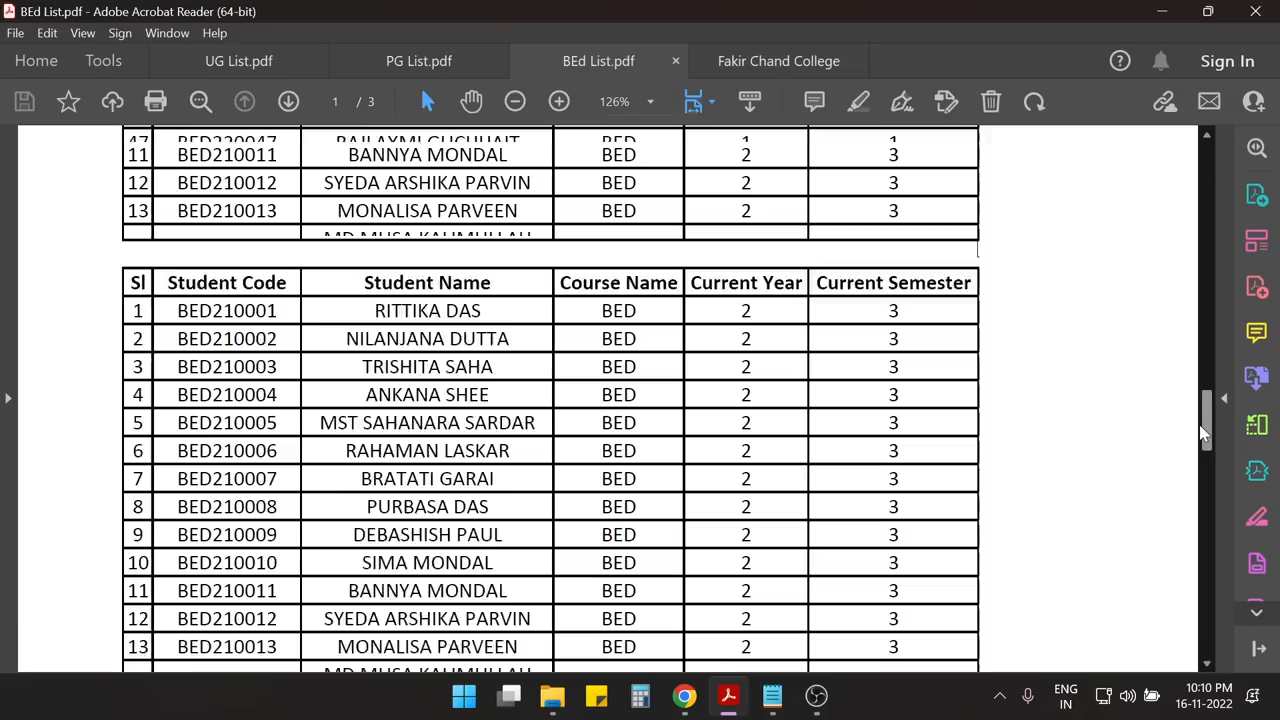 BEd List.pdf - Adobe Acrobat Reader (64-bit)
File Edit View Sign Window Help
Home Tools UG List.pdf PG List.pdf BEd List.pdf Fakir Chand College Sign In
1 / 3 126%
11 BED210011 BANNYA MONDAL BED 2 3
12 BED210012 SYEDA ARSHIKA PARVIN BED 2 3
13 BED210013 MONALISA PARVEEN BED 2 3
Sl Student Code Student Name Course Name Current Year Current Semester
1 BED210001 RITTIKA DAS BED 2 3
2 BED210002 NILANJANA DUTTA BED 2 3
3 BED210003 TRISHITA SAHA BED 2 3
4 BED210004 ANKANA SHEE BED 2 3
5 BED210005 MST SAHANARA SARDAR BED 2 3
6 BED210006 RAHAMAN LASKAR BED 2 3
7 BED210007 BRATATI GARAI BED 2 3
8 BED210008 PURBASA DAS BED 2 3
9 BED210009 DEBASHISH PAUL BED 2 3
10 BED210010 SIMA MONDAL BED 2 3
11 BED210011 BANNYA MONDAL BED 2 3
12 BED210012 SYEDA ARSHIKA PARVIN BED 2 3
13 BED210013 MONALISA PARVEEN BED 2 3
ENG 10:10 PM
IN 16-11-2022